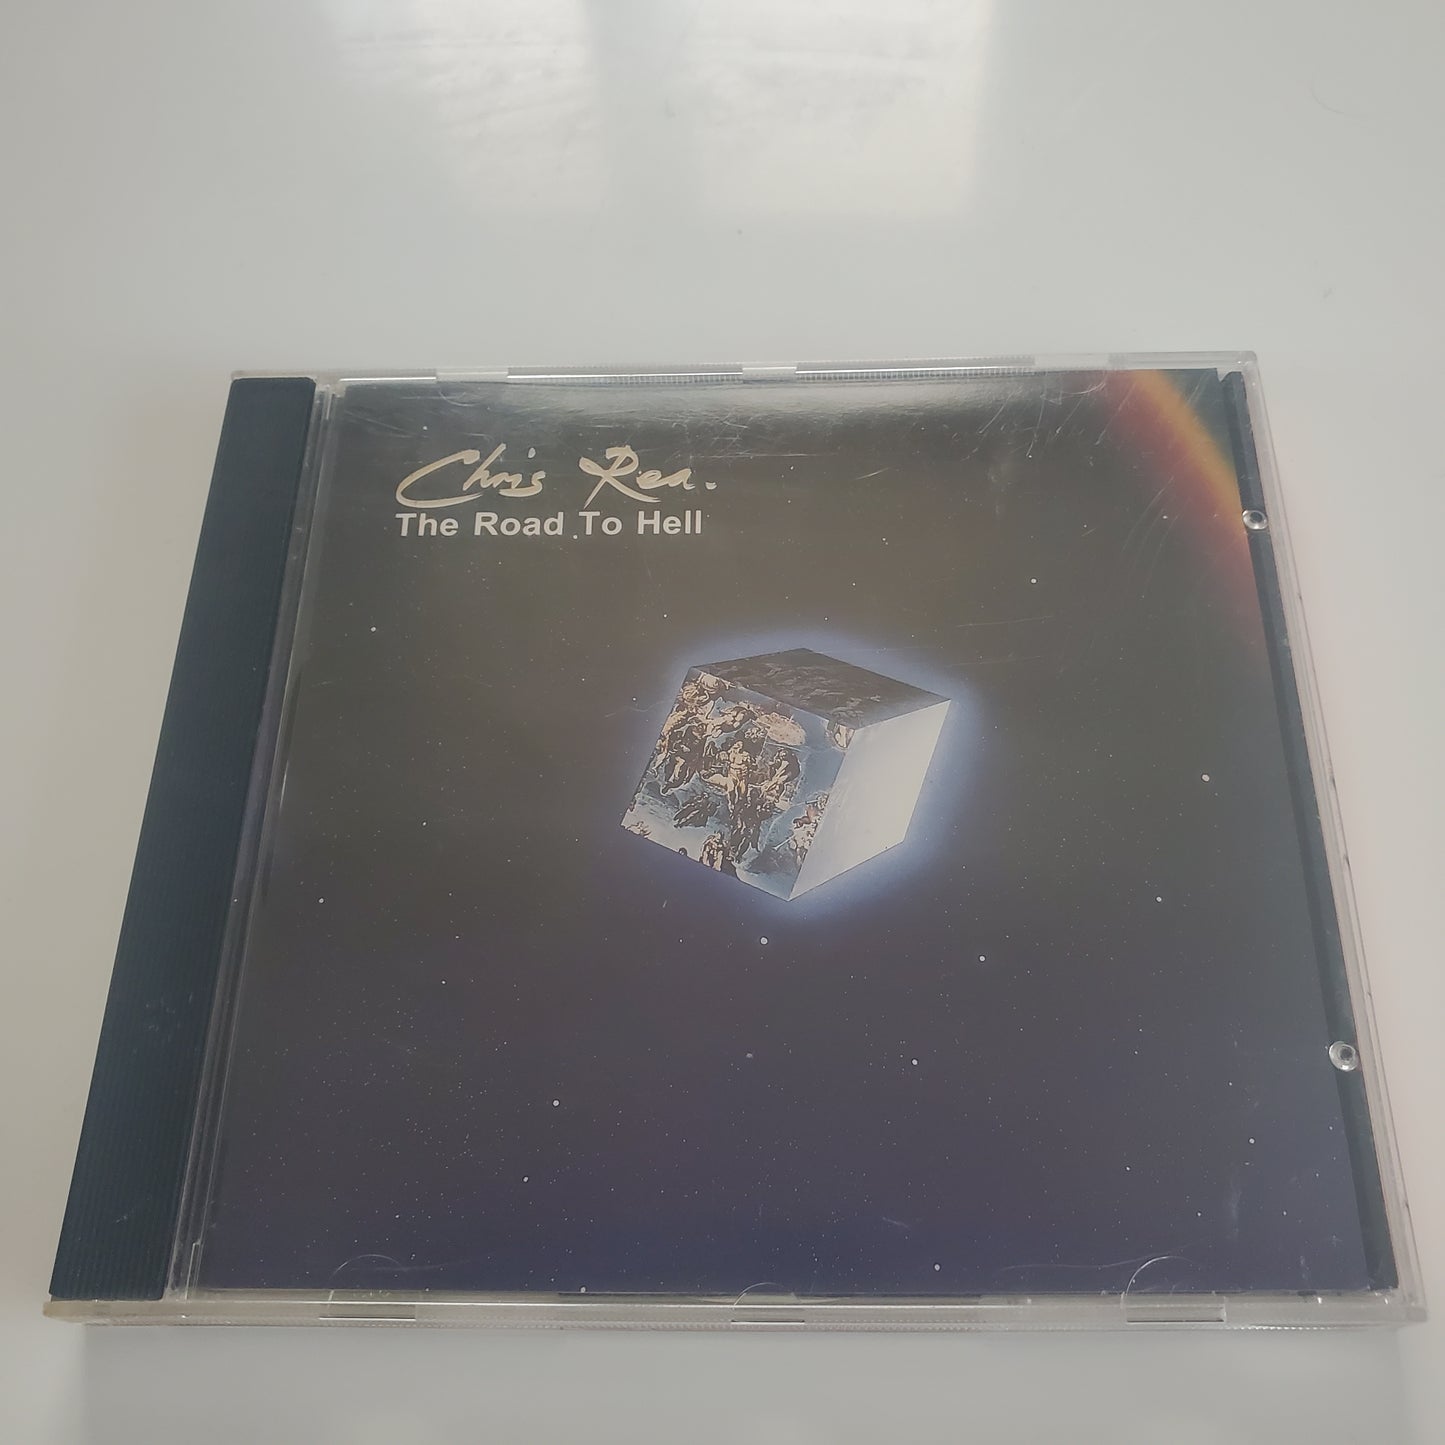 Chris Rea.
The Road To Hell